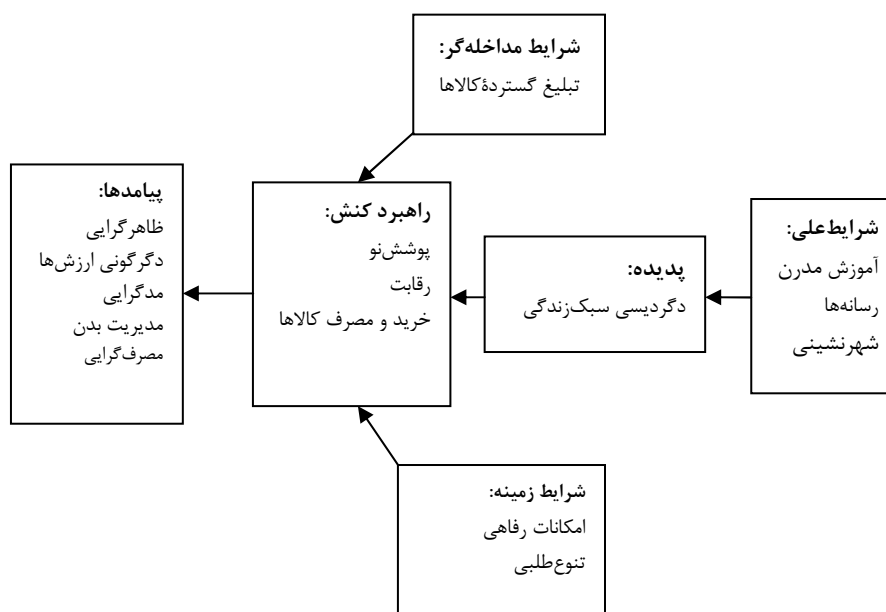 شرایط مداخله‌گر:
تبلیغ گستردۀ کالاها
شرایط‌علی:
آموزش مدرن
رسانه‌ها
شهرنشینی
پدیده:
دگردیسی سبک‌زندگی
راهبرد کنش:
پوشش‌نو
رقابت
خرید و مصرف کالاها
پیامدها:
ظاهرگرایی
دگرگونی ارزش‌ها
مدگرایی
مدیریت بدن
مصرف‌گرایی
شرایط زمینه:
امکانات رفاهی
تنوع‌طلبی